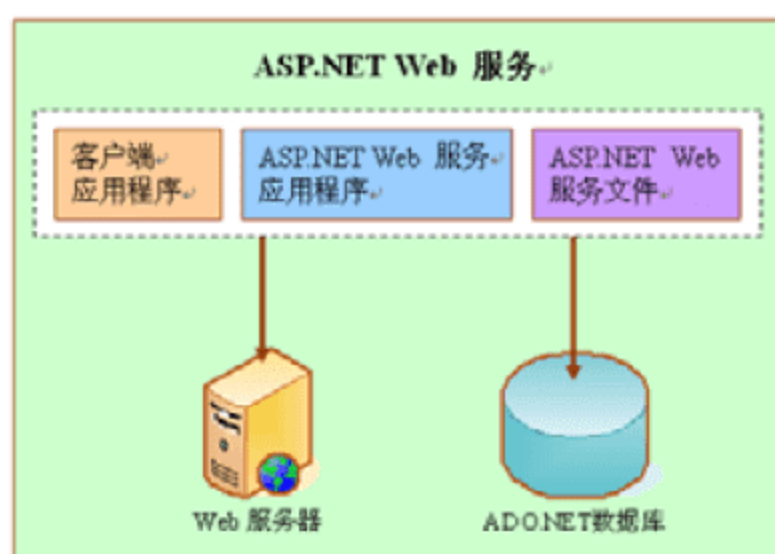 ASP.NET Web 服务
客户端
应用程序
ASP.NET Web 服务
应用程序
ASP.NET Web
服务文件
Web 服务器
ADO.NET数据库